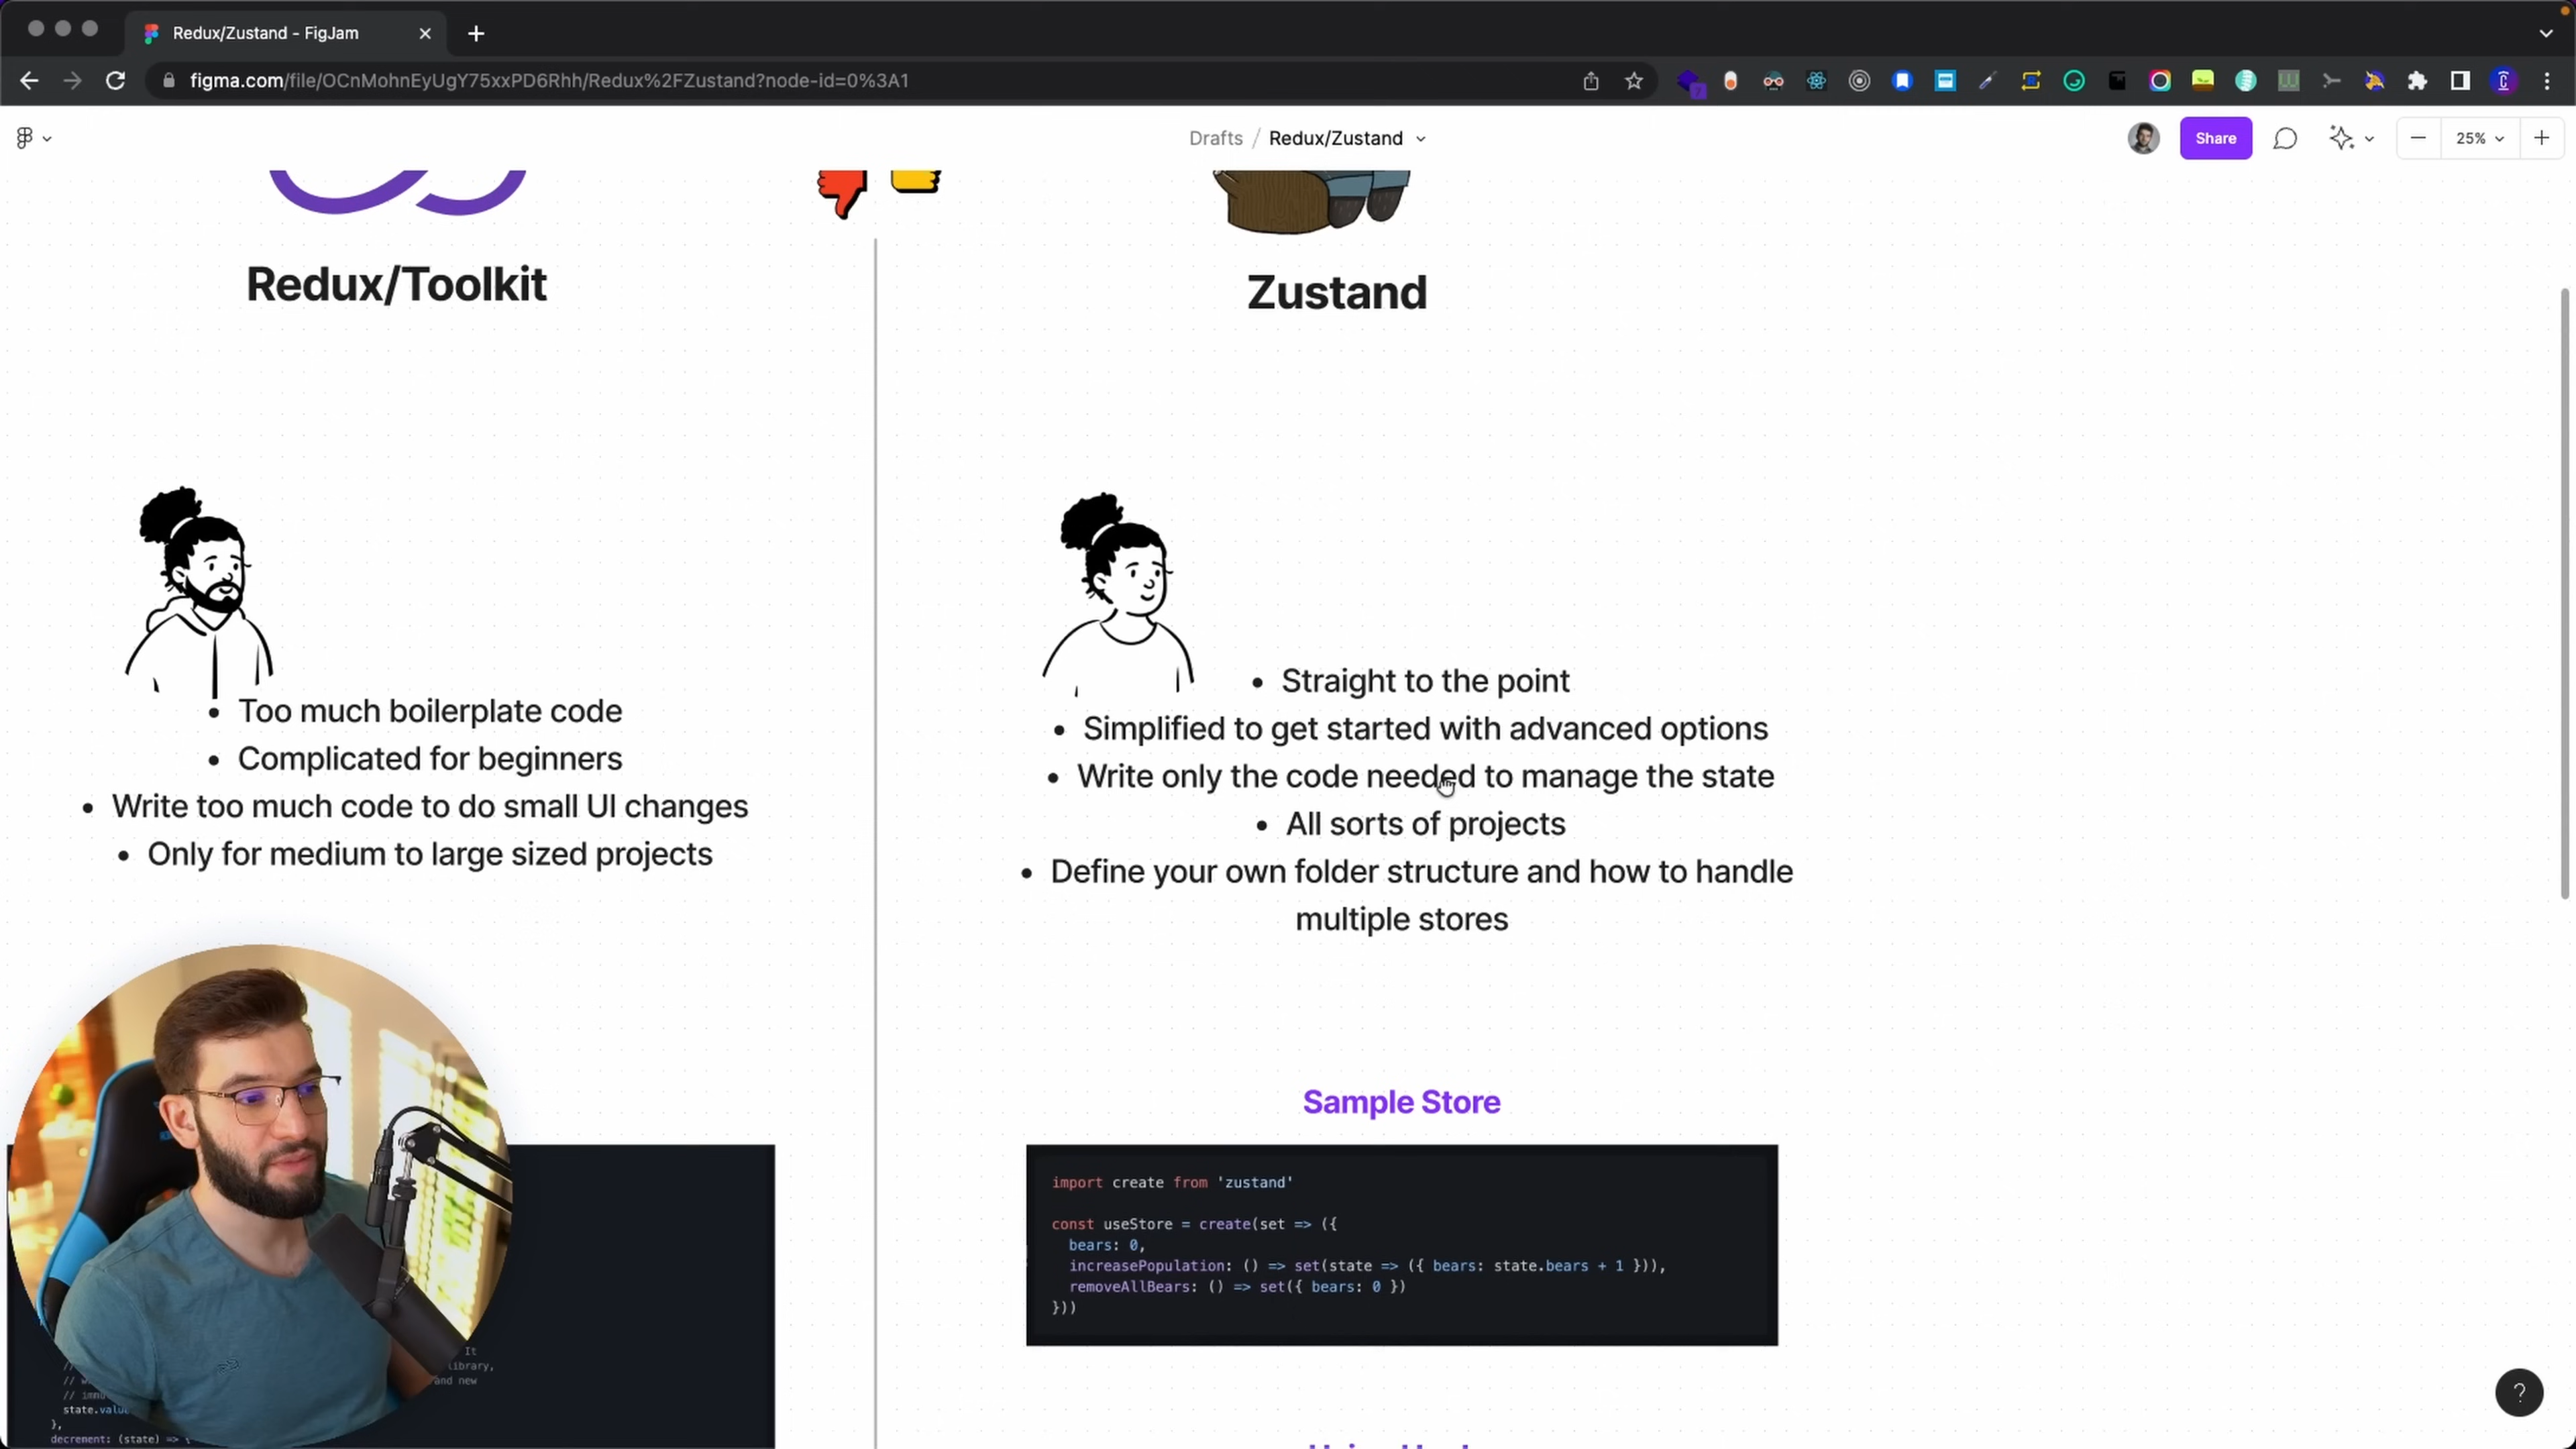 Redux/Zustand - FigJam
figma.com/file/OCnMohnEyUgY75xxPD6Rhh/Redux%2FZustand?node-id=0%3A1
7
Drafts / Redux/Zustand
Share
25%
Redux/Toolkit
Too much boilerplate code
Complicated for beginners
Write too much code to do small UI changes
Only for medium to large sized projects
Zustand
Straight to the point
Simplified to get started with advanced options
Write only the code needed to manage the state
All sorts of projects
Define your own folder structure and how to handle
multiple stores
Sample Store
import create from 'zustand'
const useStore = create(set => ({
bears: 0,
increasePopulation: () => set(state => ({ bears: state.bears + 1 })),
removeAllBears: () => set({ bears: 0 })
}))
It
library,
and new
//
state.valu
},
decrement: (state) => {
?